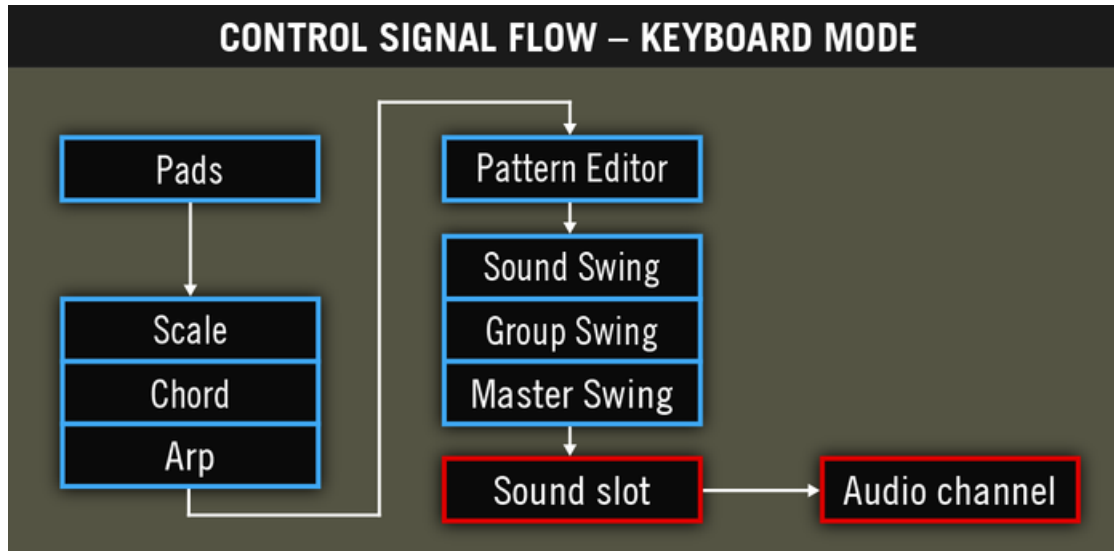 CONTROL SIGNAL FLOW – KEYBOARD MODE
Pads
Scale
Chord
Arp
Pattern Editor
Sound Swing
Group Swing
Master Swing
Sound slot
Audio channel